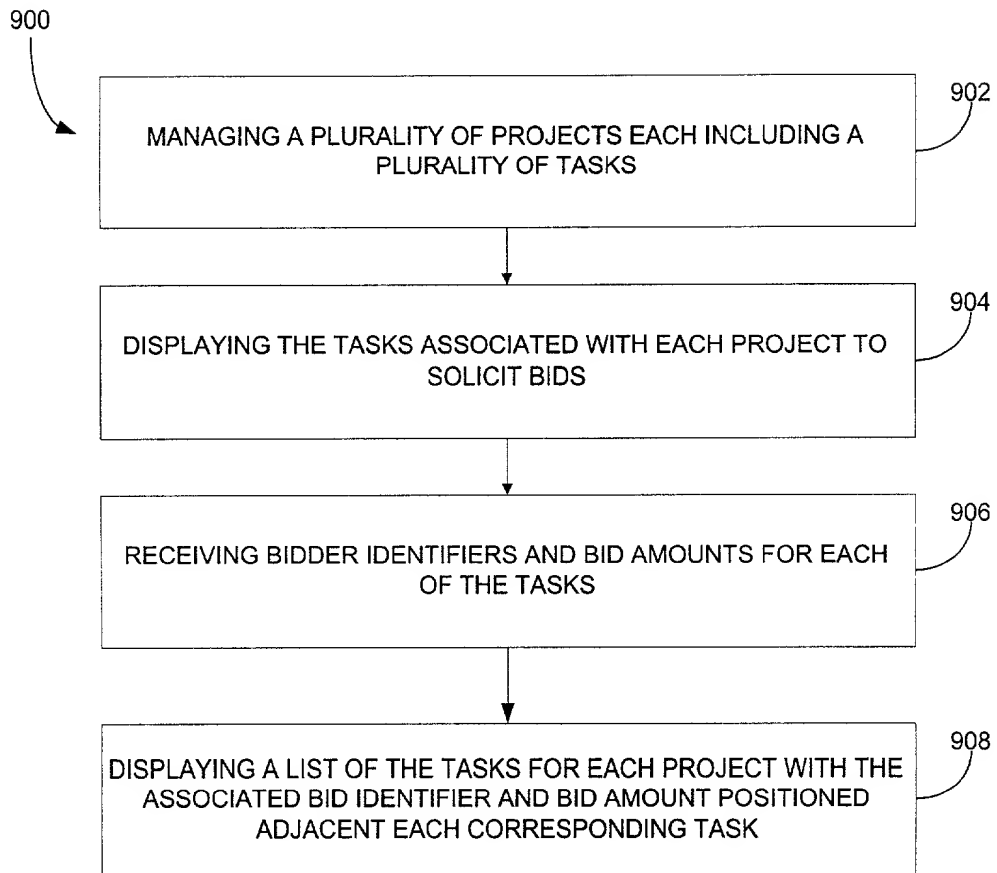 900
902
MANAGING A PLURALITY OF PROJECTS EACH INCLUDING A
PLURALITY OF TASKS
904
DISPLAYING THE TASKS ASSOCIATED WITH EACH PROJECT TO
SOLICIT BIDS
906
RECEIVING BIDDER IDENTIFIERS AND BID AMOUNTS FOR EACH
OF THE TASKS
908
DISPLAYING A LIST OF THE TASKS FOR EACH PROJECT WITH THE
ASSOCIATED BID IDENTIFIER AND BID AMOUNT POSITIONED
ADJACENT EACH CORRESPONDING TASK